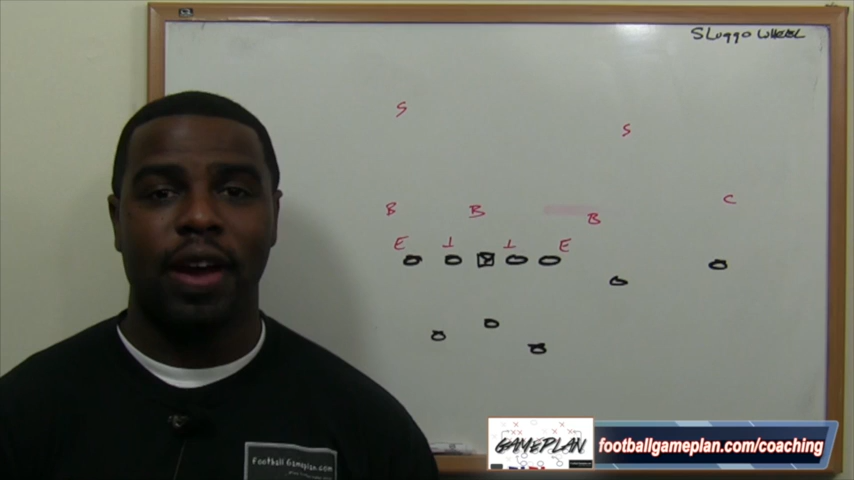 SLuggo WHEEL
S
S
C
B
B
B
E
T
T
E
GAMEPLAN
footballgameplan.com/coaching
Football Gameplan.com